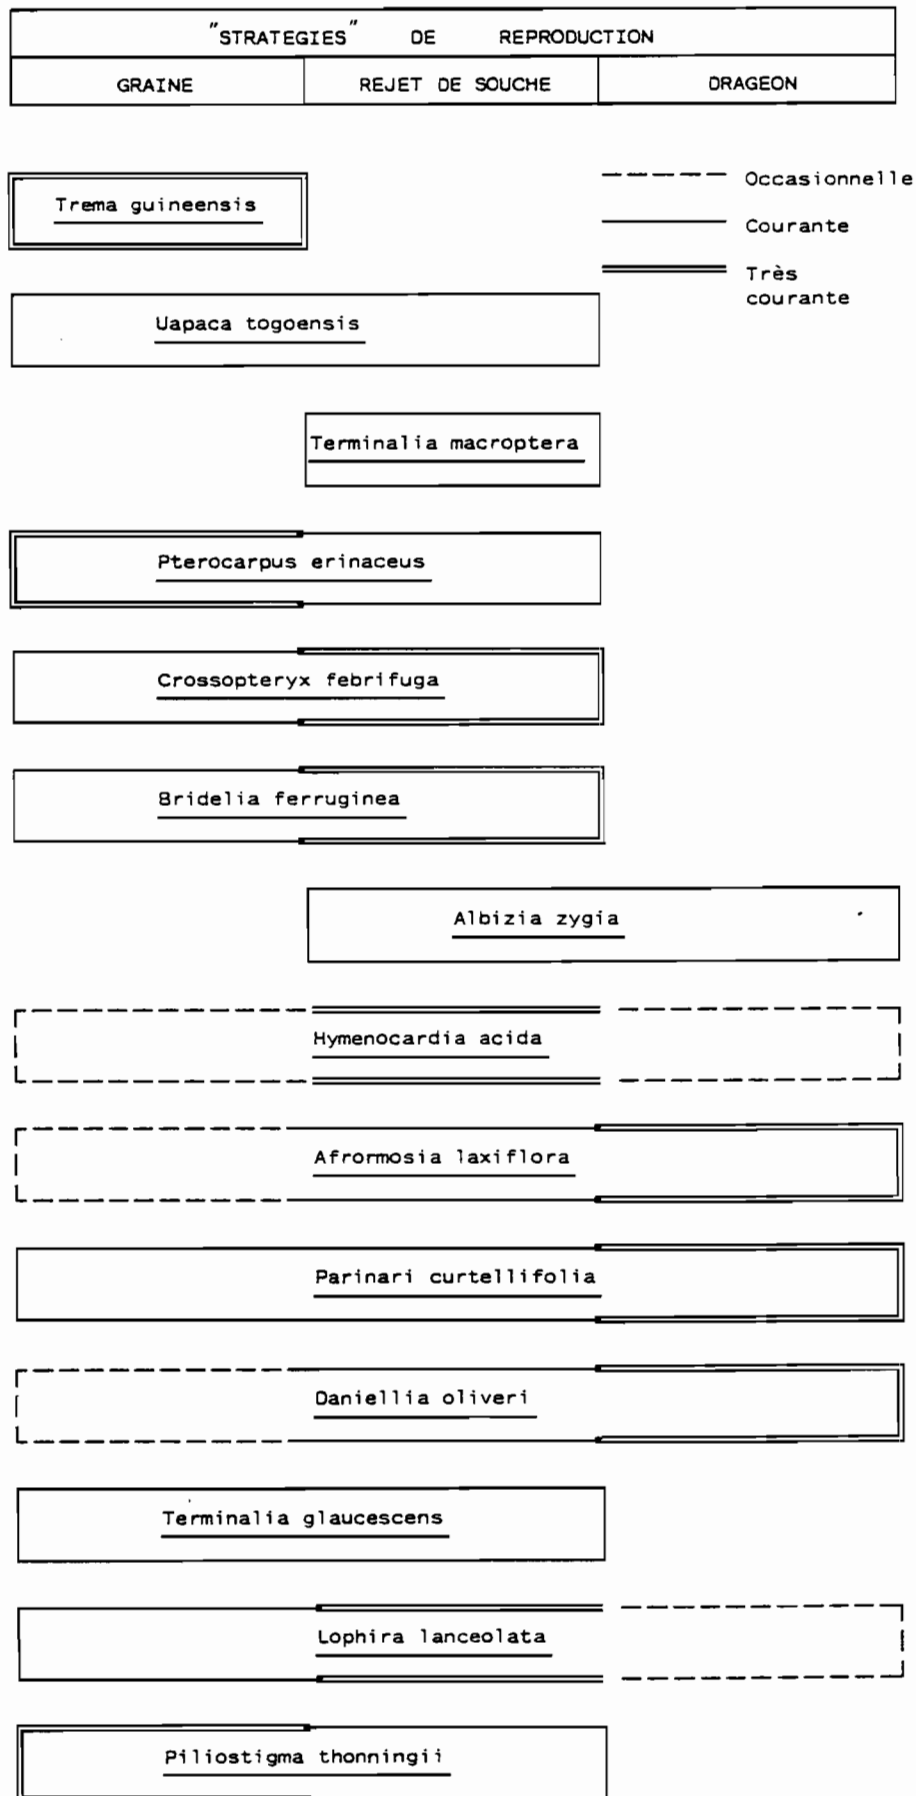 "STRATEGIES" DE REPRODUCTION
GRAINE REJET DE SOUCHE DRAGEON
Occasionnelle
Trema guineensis
Courante
Très
courante
Uapaca togoensis
Terminalia macroptera
Pterocarpus erinaceus
Crossopteryx febrifuga
Bridelia ferruginea
Albizia zygia
Hymenocardia acida
Afrormosia laxiflora
Parinari curtellifolia
Daniellia oliveri
Terminalia glaucescens
Lophira lanceolata
Piliostigma thonningii